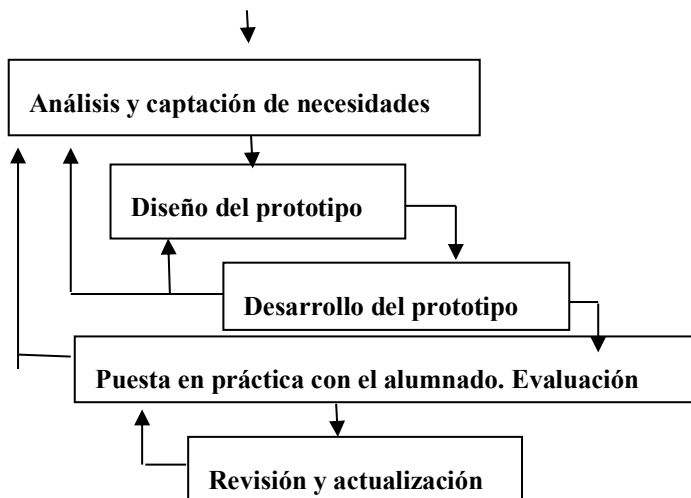 Análisis y captación de necesidades
Diseño del prototipo
Desarrollo del prototipo
Puesta en práctica con el alumnado. Evaluación
Revisión y actualización